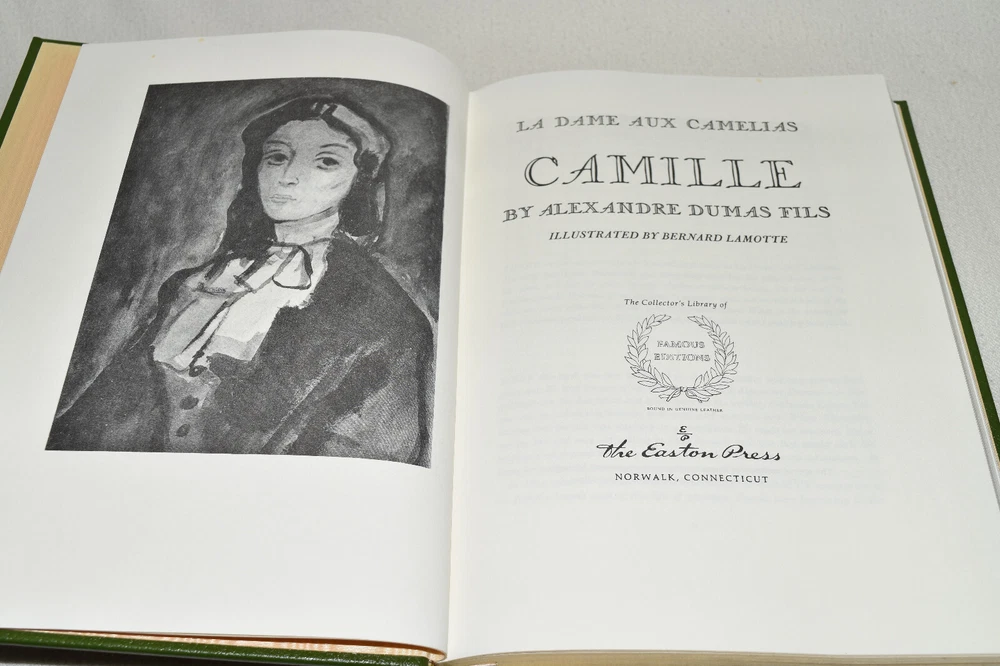 LA DAME AUX CAMELIAS
CAMILLE
BY ALEXANDRE DUMAS FILS
ILLUSTRATED BY BERNARD LAMOTTE
The Collector's Library of
FAMOUS
EDITIONS
BOUND IN GENUINE LEATHER
E
P
the Easton Press
NORWALK, CONNECTICUT